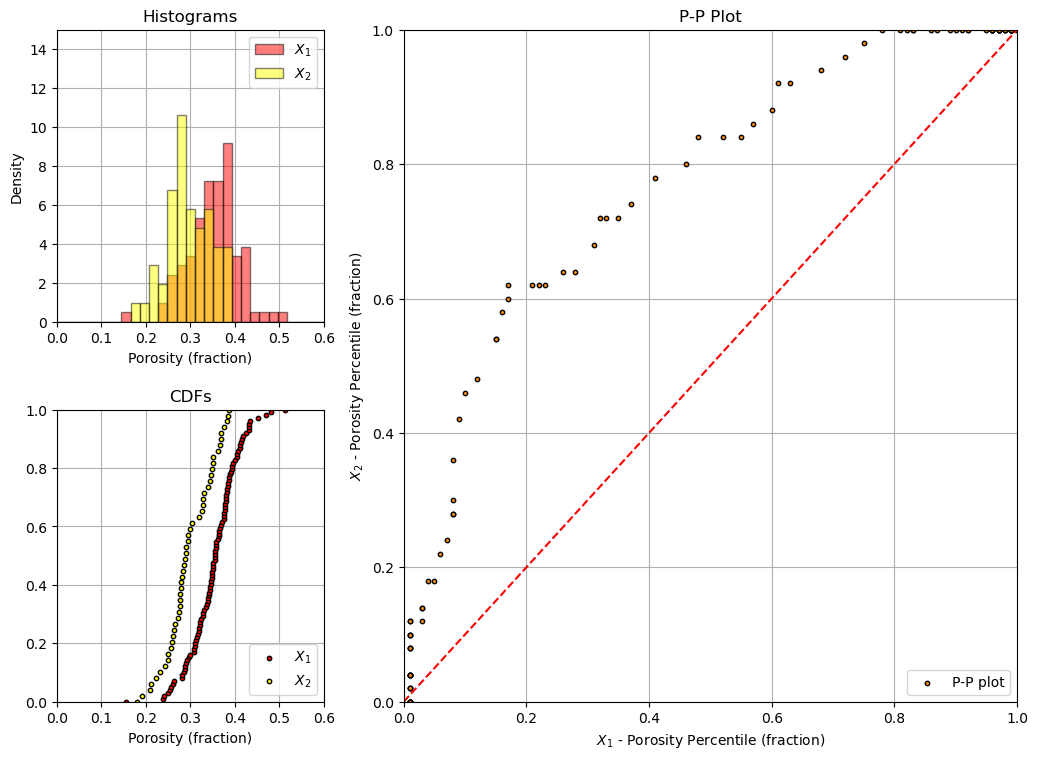 Histograms
14
12
10
8
6
4
2
0
Density
X₁
X₂
0.0 0.1 0.2 0.3 0.4 0.5 0.6
Porosity (fraction)
CDFs
1.0
0.8
0.6
0.4
0.2
0.0
X₁
X₂
0.0 0.1 0.2 0.3 0.4 0.5 0.6
Porosity (fraction)
P-P Plot
1.0
0.8
0.6
0.4
0.2
0.0
X₂ - Porosity Percentile (fraction)
P-P plot
0.0 0.2 0.4 0.6 0.8 1.0
X₁ - Porosity Percentile (fraction)